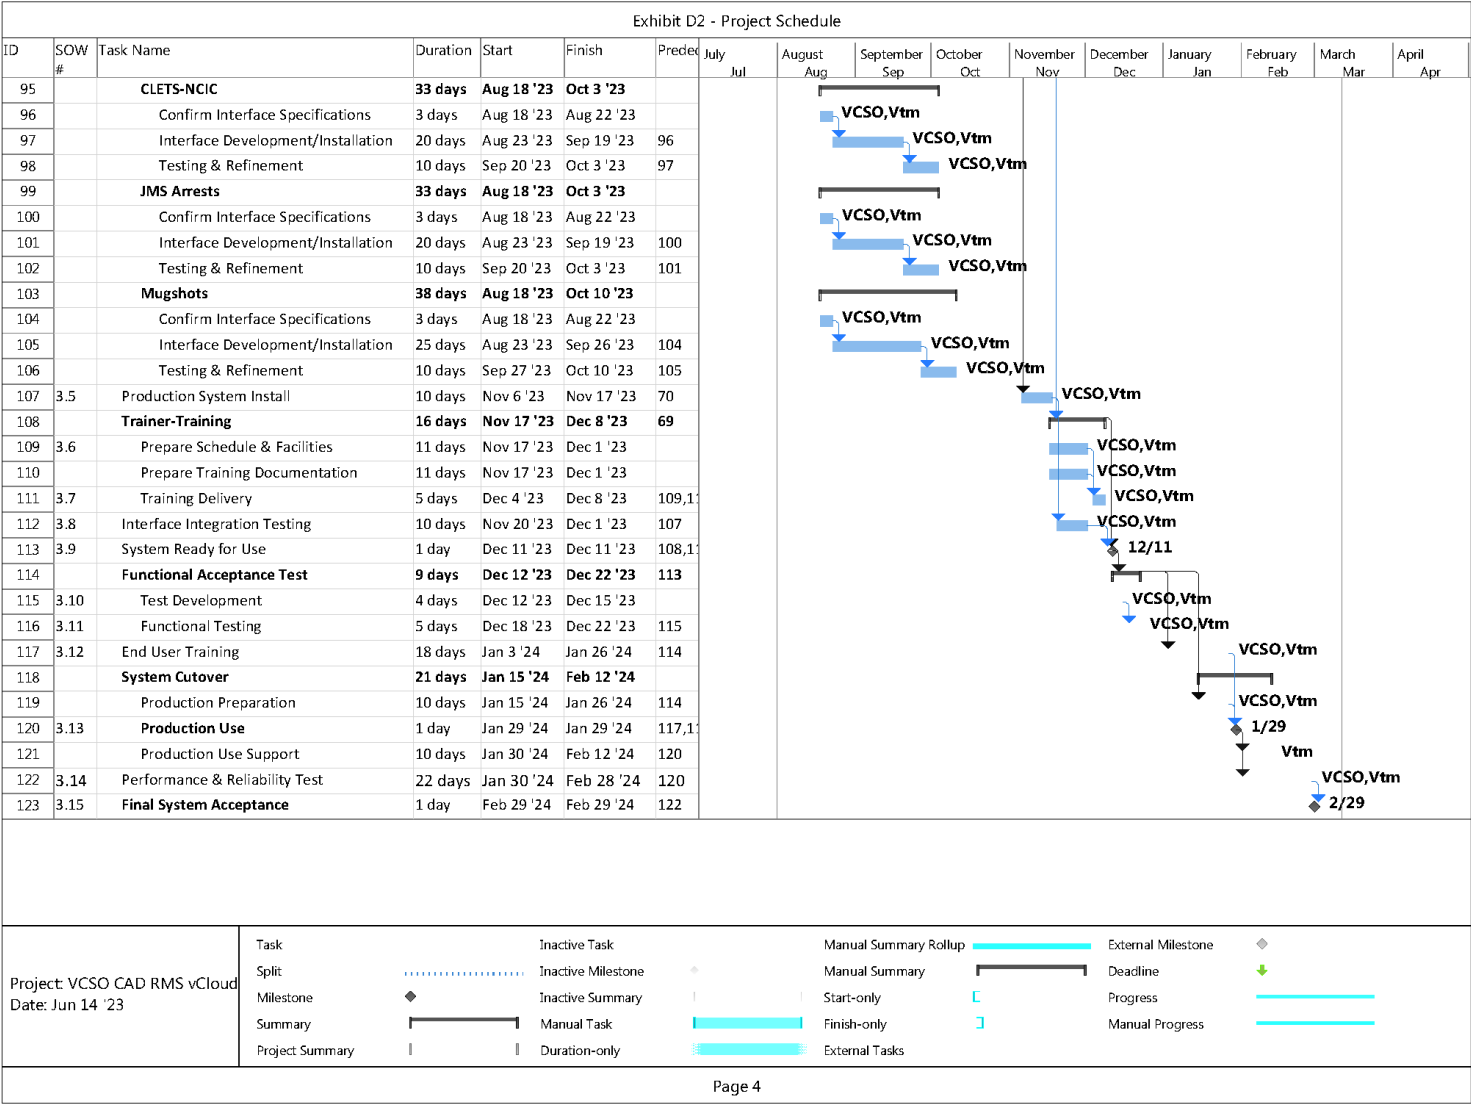 Exhibit D2 - Project Schedule
ID SOW # Task Name Duration Start Finish Predec July August September October November December January February March April
Jul Aug Sep Oct Nov Dec Jan Feb Mar Apr
95 CLETS-NCIC 33 days Aug 18 '23 Oct 3 '23
96 Confirm Interface Specifications 3 days Aug 18 '23 Aug 22 '23 VCSO,Vtm
97 Interface Development/Installation 20 days Aug 23 '23 Sep 19 '23 96 VCSO,Vtm
98 Testing & Refinement 10 days Sep 20 '23 Oct 3 '23 97 VCSO,Vtm
99 JMS Arrests 33 days Aug 18 '23 Oct 3 '23
100 Confirm Interface Specifications 3 days Aug 18 '23 Aug 22 '23 VCSO,Vtm
101 Interface Development/Installation 20 days Aug 23 '23 Sep 19 '23 100 VCSO,Vtm
102 Testing & Refinement 10 days Sep 20 '23 Oct 3 '23 101 VCSO,Vtm
103 Mugshots 38 days Aug 18 '23 Oct 10 '23
104 Confirm Interface Specifications 3 days Aug 18 '23 Aug 22 '23 VCSO,Vtm
105 Interface Development/Installation 25 days Aug 23 '23 Sep 26 '23 104 VCSO,Vtm
106 Testing & Refinement 10 days Sep 27 '23 Oct 10 '23 105 VCSO,Vtm
107 3.5 Production System Install 10 days Nov 6 '23 Nov 17 '23 70 VCSO,Vtm
108 Trainer-Training 16 days Nov 17 '23 Dec 8 '23 69
109 3.6 Prepare Schedule & Facilities 11 days Nov 17 '23 Dec 1 '23 VCSO,Vtm
110 Prepare Training Documentation 11 days Nov 17 '23 Dec 1 '23 VCSO,Vtm
111 3.7 Training Delivery 5 days Dec 4 '23 Dec 8 '23 109,11 VCSO,Vtm
112 3.8 Interface Integration Testing 10 days Nov 20 '23 Dec 1 '23 107 VCSO,Vtm
113 3.9 System Ready for Use 1 day Dec 11 '23 Dec 11 '23 108,11 12/11
114 Functional Acceptance Test 9 days Dec 12 '23 Dec 22 '23 113
115 3.10 Test Development 4 days Dec 12 '23 Dec 15 '23 VCSO,Vtm
116 3.11 Functional Testing 5 days Dec 18 '23 Dec 22 '23 115 VCSO,Vtm
117 3.12 End User Training 18 days Jan 3 '24 Jan 26 '24 114 VCSO,Vtm
118 System Cutover 21 days Jan 15 '24 Feb 12 '24
119 Production Preparation 10 days Jan 15 '24 Jan 26 '24 114 VCSO,Vtm
120 3.13 Production Use 1 day Jan 29 '24 Jan 29 '24 117,11 1/29
121 Production Use Support 10 days Jan 30 '24 Feb 12 '24 120 Vtm
122 3.14 Performance & Reliability Test 22 days Jan 30 '24 Feb 28 '24 120 VCSO,Vtm
123 3.15 Final System Acceptance 1 day Feb 29 '24 Feb 29 '24 122 2/29
Project: VCSO CAD RMS vCloud
Date: Jun 14 '23
Task Inactive Task Manual Summary Rollup External Milestone
Split Inactive Milestone Manual Summary Deadline
Milestone Inactive Summary Start-only Progress
Summary Manual Task Finish-only Manual Progress
Project Summary Duration-only External Tasks
Page 4